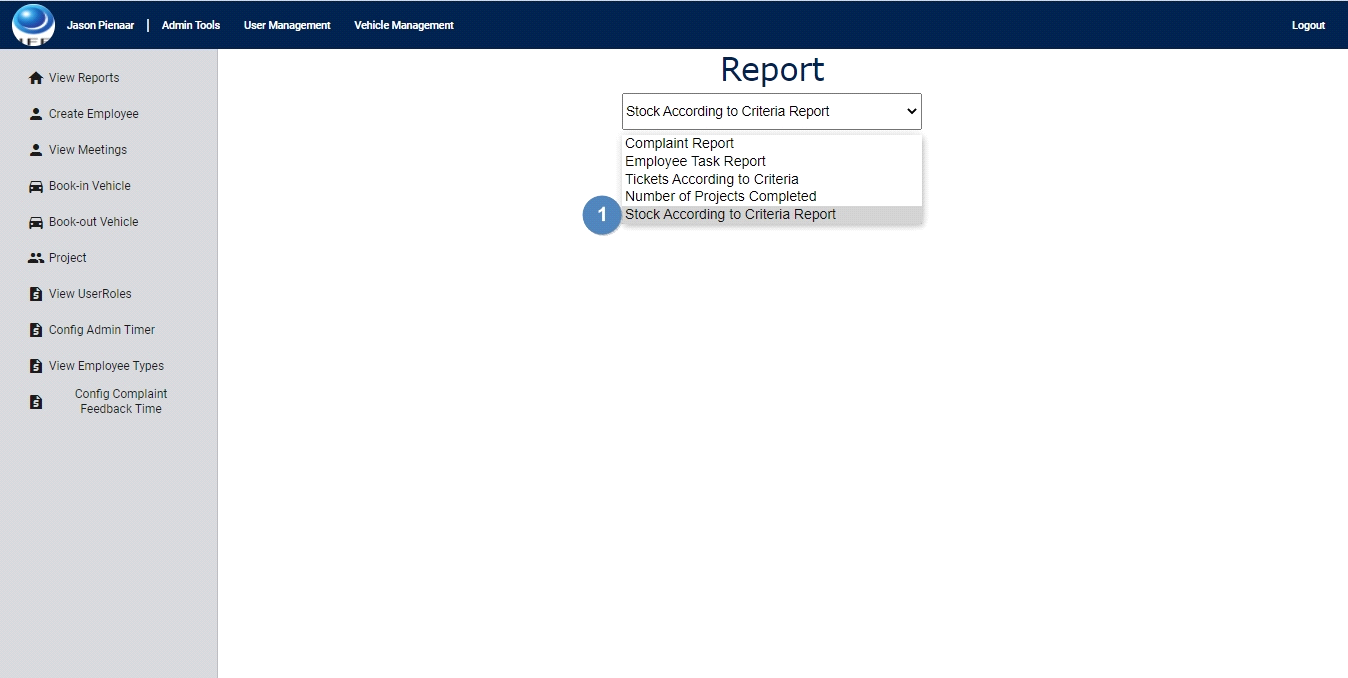 Jason Pienaar | Admin Tools User Management Vehicle Management Logout
View Reports
Create Employee
View Meetings
Book-in Vehicle
Book-out Vehicle
Project
View UserRoles
Config Admin Timer
View Employee Types
Config Complaint
Feedback Time
Report
Stock According to Criteria Report
Complaint Report
Employee Task Report
Tickets According to Criteria
Number of Projects Completed
1 Stock According to Criteria Report